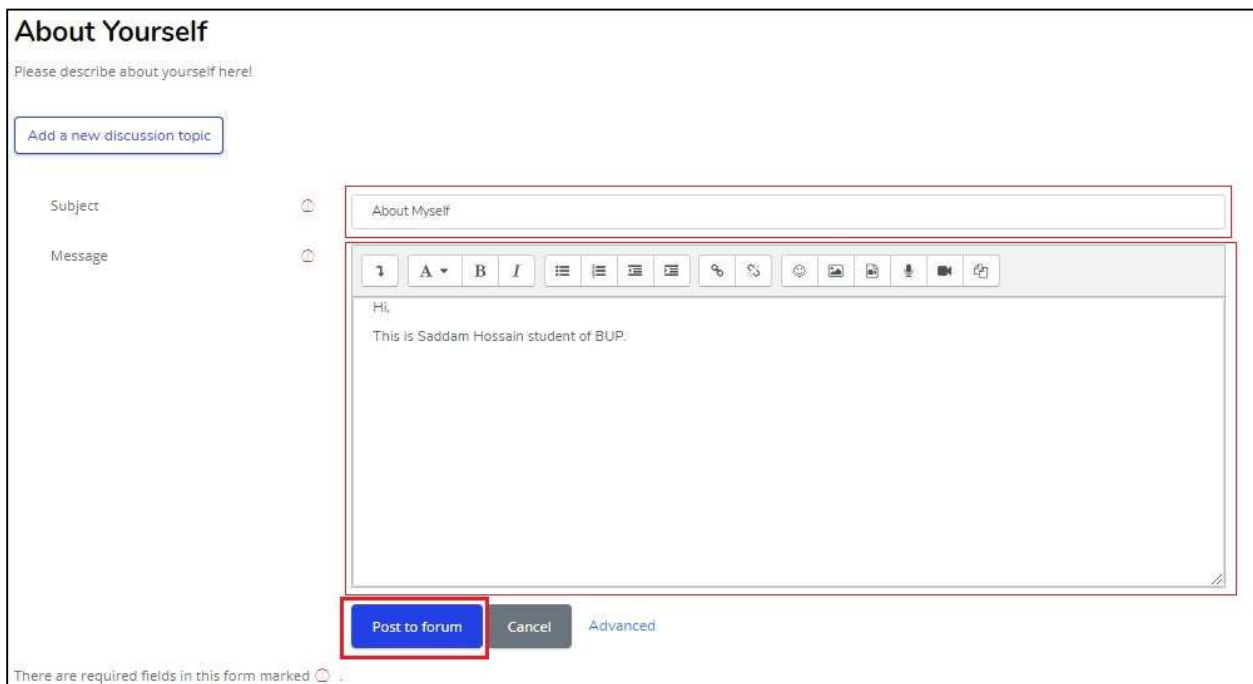 About Yourself
Please describe about yourself here!
Add a new discussion topic
Subject
About Myself
Message
A B I
Hi,
This is Saddam Hossain student of BUP.
Post to forum Cancel Advanced
There are required fields in this form marked .